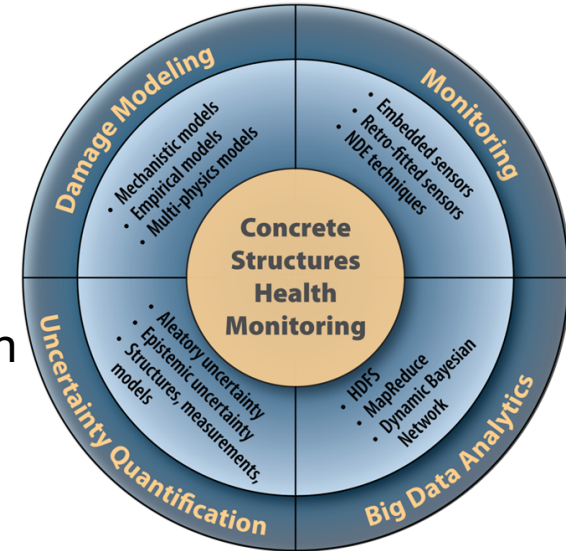 Damage Modeling
• Mechanistic models
• Empirical models
• Multi-physics models
Monitoring
• Embedded sensors
• Retro-fitted sensors
• NDE techniques
Concrete
Structures
Health
Monitoring
n
Uncertainty Quantification
• Aleatory uncertainty
• Epistemic uncertainty
• Structures, measurements,
models
• HDFS
• MapReduce
• Dynamic Bayesian
Network
Big Data Analytics